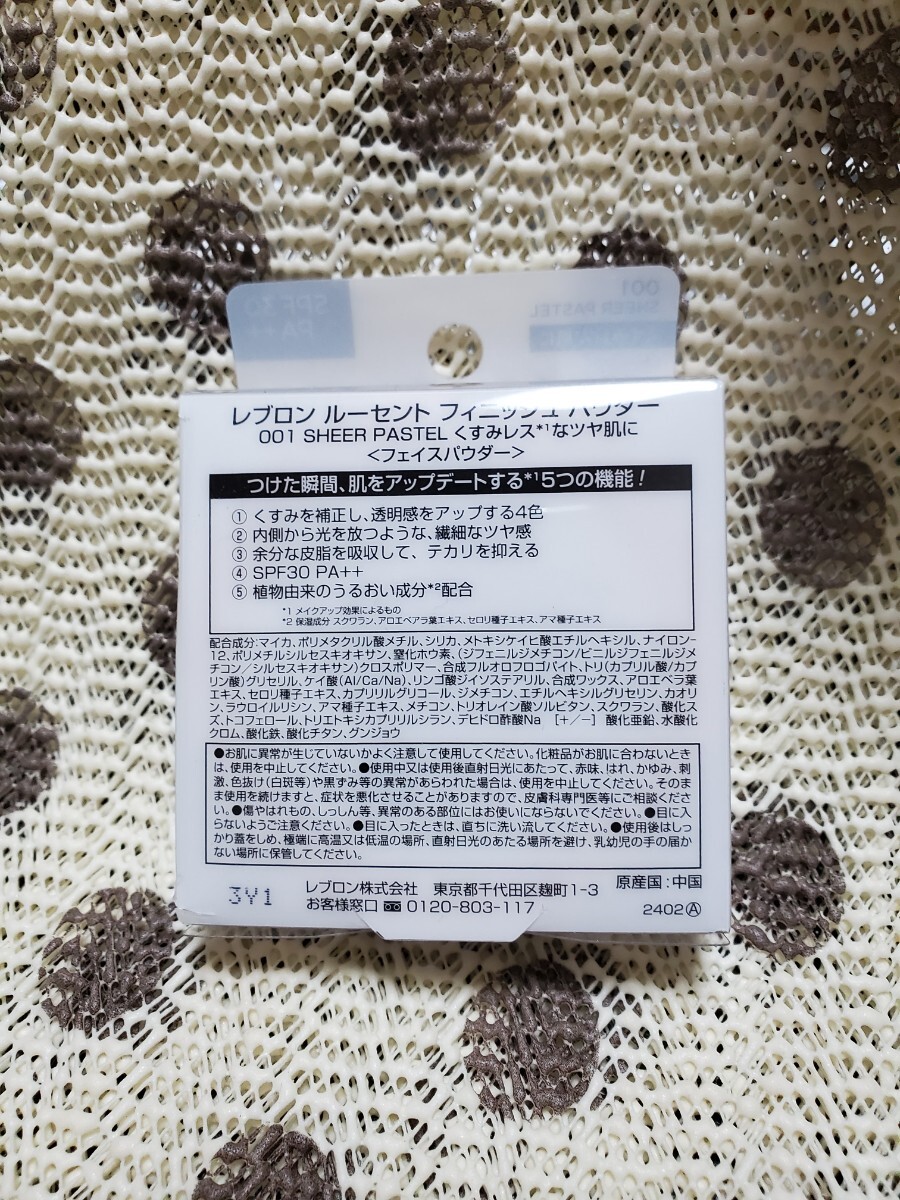 001
SHEER PASTEL
SPF30
PA++
レブロン ルーセント フィニッシュ パウダー
001 SHEER PASTEL くすみレス*1なツヤ肌に
<フェイスパウダー>
つけた瞬間、肌をアップデートする*1 5つの機能!
① くすみを補正し、透明感をアップする4色
② 内側から光を放つような、繊細なツヤ感
③ 余分な皮脂を吸収して、テカリを抑える
④ SPF30 PA++
⑤ 植物由来のうるおい成分*2配合
*1 メイクアップ効果によるもの
*2 保湿成分 スクワラン、アロエベラ葉エキス、セロリ種子エキス、アマ種子エキス
配合成分:マイカ、ポリメタクリル酸メチル、シリカ、メトキシケイヒ酸エチルヘキシル、ナイロン-
12、ポリメチルシルセスキオキサン、窒化ホウ素、(ジフェニルジメチコン/ビニルジフェニルジメ
チコン/シルセスキオキサン)クロスポリマー、合成フルオロフロゴパイト、トリ(カプリル酸/カプ
リン酸)グリセリル、ケイ酸(Al/Ca/Na)、リンゴ酸ジイソステアリル、合成ワックス、アロエベラ葉
エキス、セロリ種子エキス、カプリリルグリコール、ジメチコン、エチルヘキシルグリセリン、カオリ
ン、ラウロイルリシン、アマ種子エキス、メチコン、トリオレイン酸ソルビタン、スクワラン、酸化ス
ズ、トコフェロール、トリエトキシカプリリルシラン、デヒドロ酢酸Na [+/-] 酸化亜鉛、水酸化
クロム、酸化鉄、酸化チタン、グンジョウ
●お肌に異常が生じていないかよく注意して使用してください。化粧品がお肌に合わないとき
は、使用を中止してください。●使用中又は使用後直射日光にあたって、赤味、はれ、かゆみ、刺
激、色抜け(白斑等)や黒ずみ等の異常があらわれた場合は、使用を中止してください。そのま
ま使用を続けますと、症状を悪化させることがありますので、皮膚科専門医等にご相談くださ
い。●傷やはれもの、しっしん等、異常のある部位にはお使いにならないでください。●目に入
らないようご注意ください。●目に入ったときは、直ちに洗い流してください。●使用後はしっ
かり蓋をしめ、極端に高温又は低温の場所、直射日光のあたる場所を避け、乳幼児の手の届か
ない場所に保管してください。
3Y1
レブロン株式会社 東京都千代田区麹町1-3
原産国:中国
お客様窓口 0120-803-117
2402Ⓐ